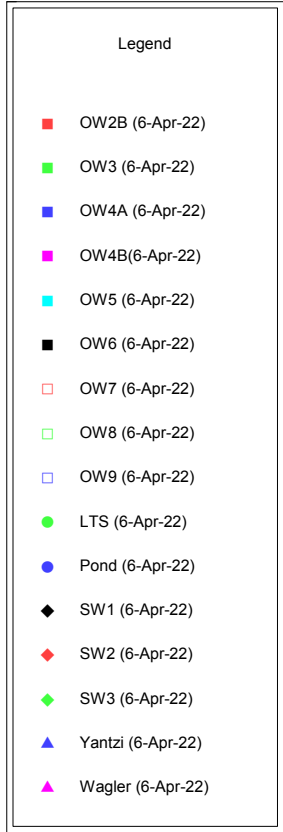 Legend
OW2B (6-Apr-22)
OW3 (6-Apr-22)
OW4A (6-Apr-22)
OW4B(6-Apr-22)
OW5 (6-Apr-22)
OW6 (6-Apr-22)
OW7 (6-Apr-22)
OW8 (6-Apr-22)
OW9 (6-Apr-22)
LTS (6-Apr-22)
Pond (6-Apr-22)
SW1 (6-Apr-22)
SW2 (6-Apr-22)
SW3 (6-Apr-22)
Yantzi (6-Apr-22)
Wagler (6-Apr-22)